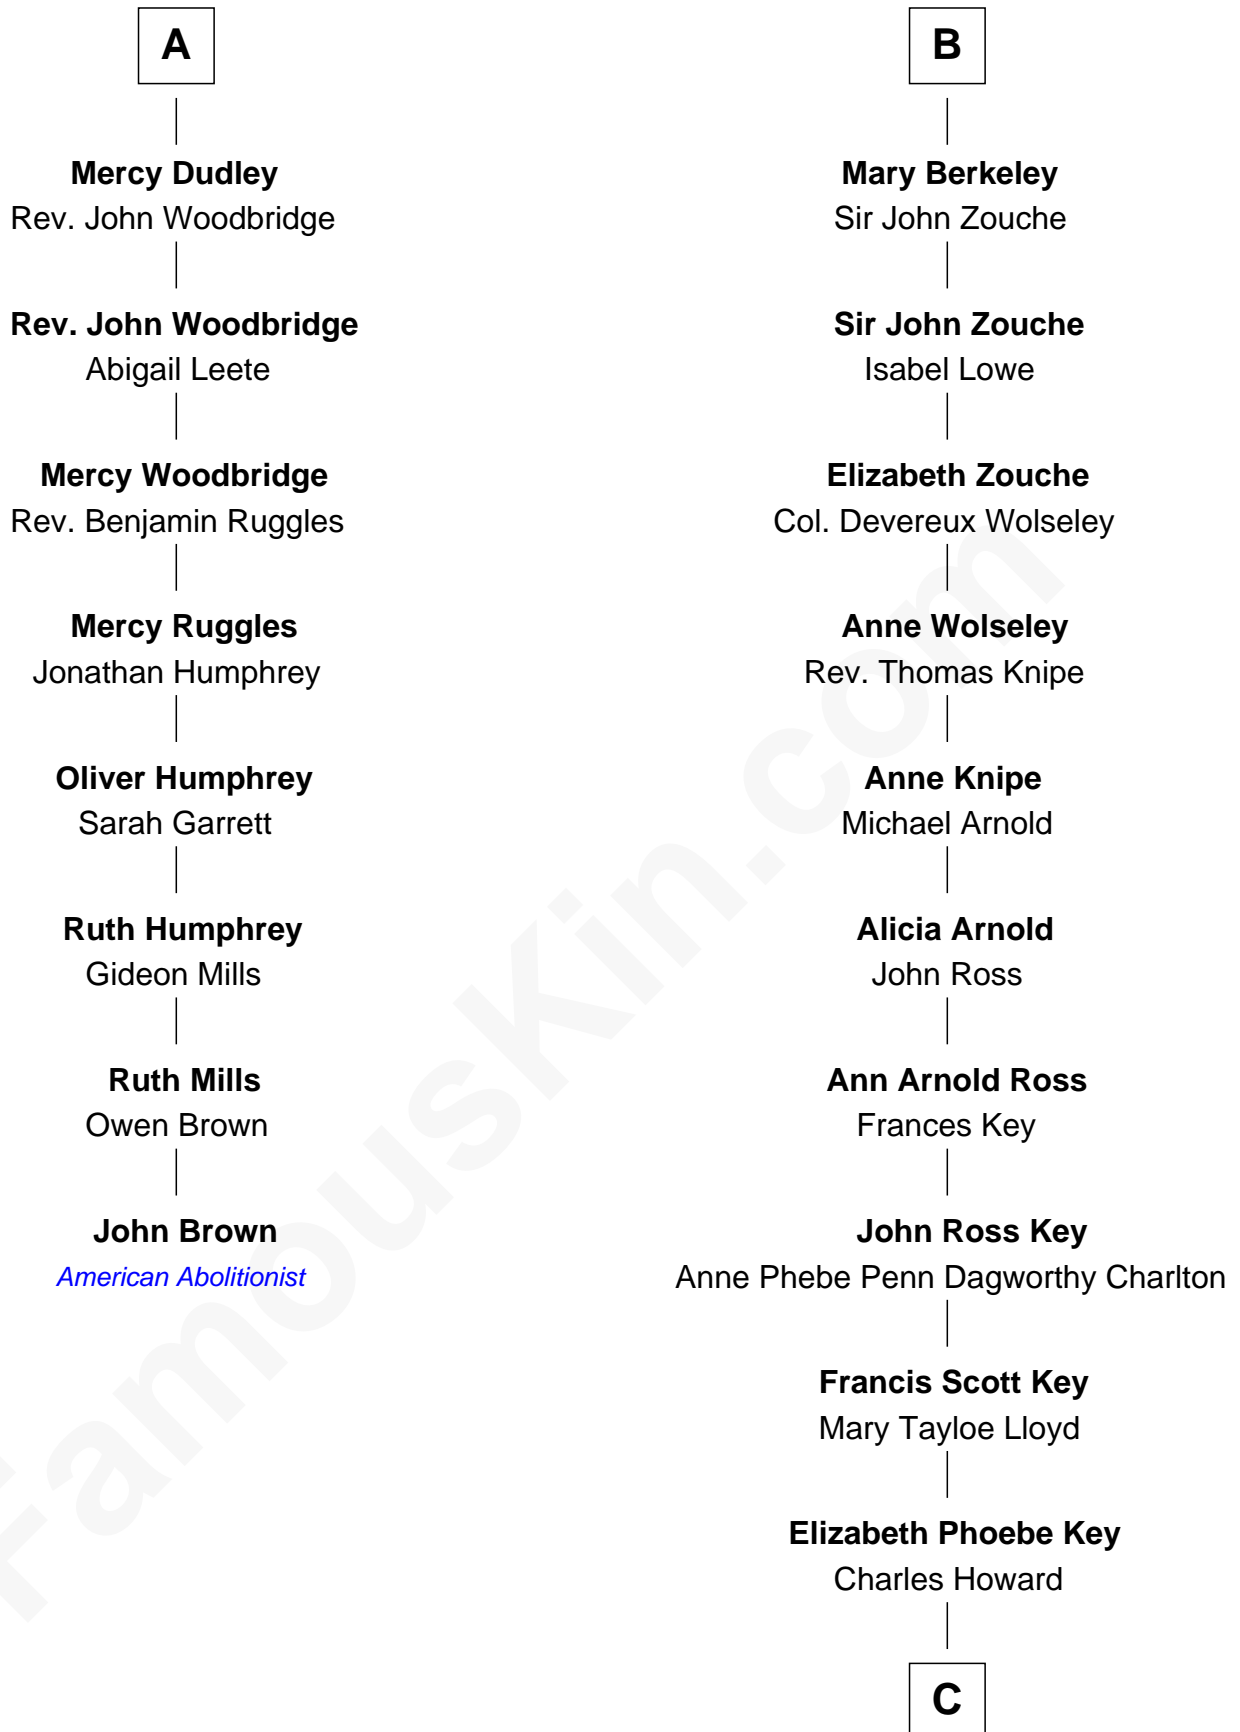 A
Mercy Dudley
Rev. John Woodbridge
Rev. John Woodbridge
Abigail Leete
Mercy Woodbridge
Rev. Benjamin Ruggles
Mercy Ruggles
Jonathan Humphrey
Oliver Humphrey
Sarah Garrett
Ruth Humphrey
Gideon Mills
Ruth Mills
Owen Brown
John Brown
American Abolitionist
B
Mary Berkeley
Sir John Zouche
Sir John Zouche
Isabel Lowe
Elizabeth Zouche
Col. Devereux Wolseley
Anne Wolseley
Rev. Thomas Knipe
Anne Knipe
Michael Arnold
Alicia Arnold
John Ross
Ann Arnold Ross
Frances Key
John Ross Key
Anne Phebe Penn Dagworthy Charlton
Francis Scott Key
Mary Tayloe Lloyd
Elizabeth Phoebe Key
Charles Howard
C
FamousKin.com